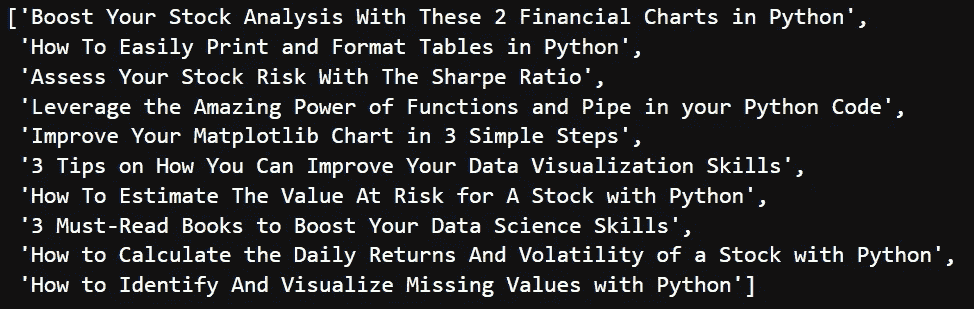 ['Boost Your Stock Analysis With These 2 Financial Charts in Python',
'How To Easily Print and Format Tables in Python',
'Assess Your Stock Risk With The Sharpe Ratio',
'Leverage the Amazing Power of Functions and Pipe in your Python Code',
'Improve Your Matplotlib Chart in 3 Simple Steps',
'3 Tips on How You Can Improve Your Data Visualization Skills',
'How To Estimate The Value At Risk for A Stock with Python',
'3 Must-Read Books to Boost Your Data Science Skills',
'How to Calculate the Daily Returns And Volatility of a Stock with Python',
'How to Identify And Visualize Missing Values with Python']